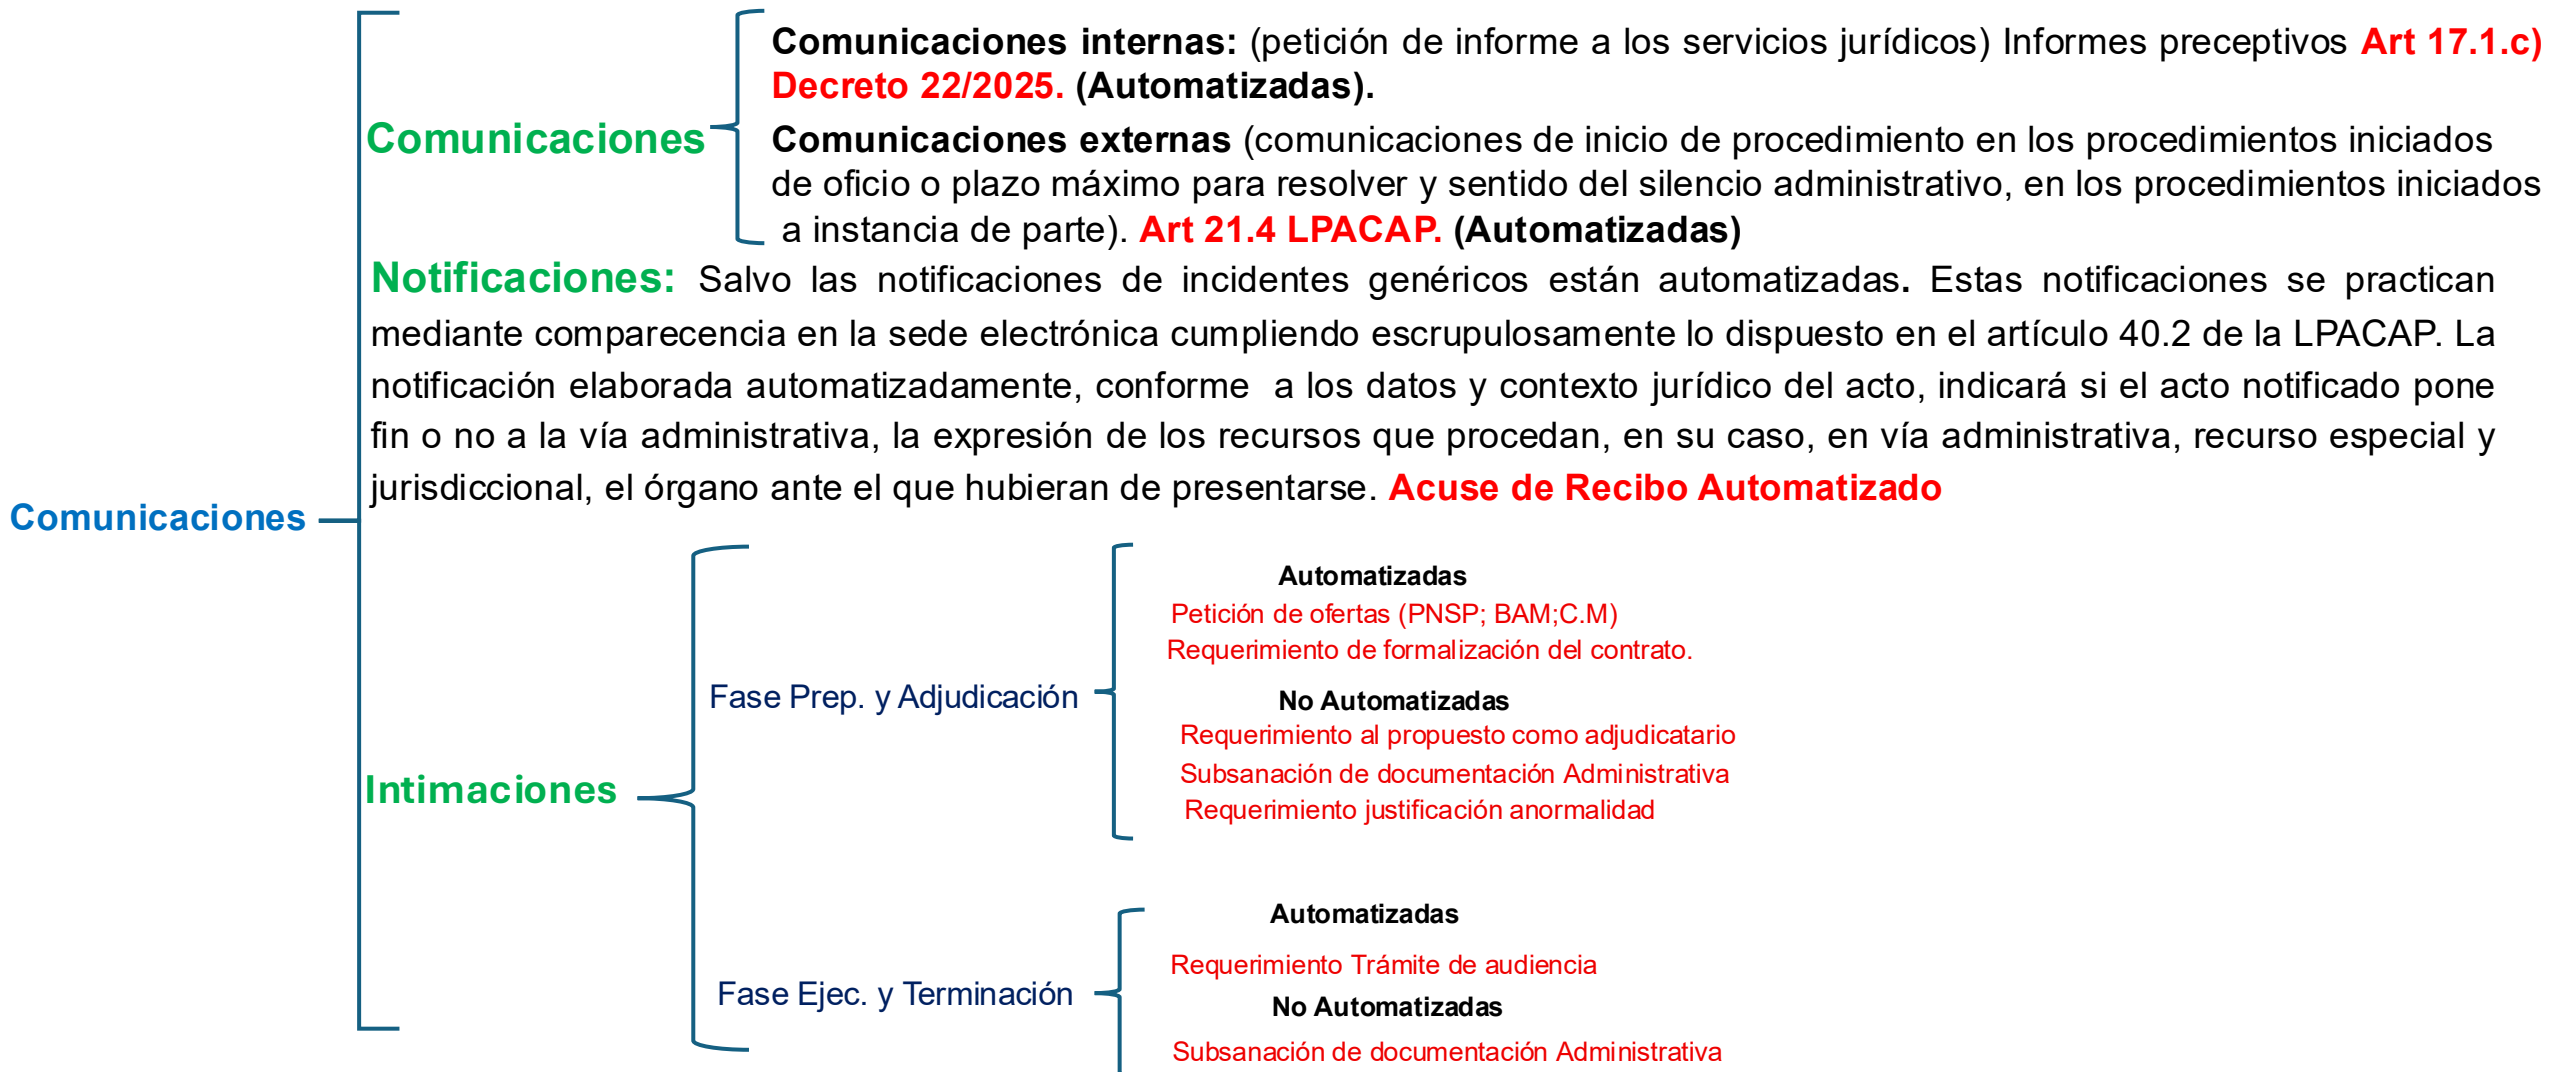 Comunicaciones internas: (petición de informe a los servicios jurídicos) Informes preceptivos Art 17.1.c)
Decreto 22/2025. (Automatizadas).
Comunicaciones
Comunicaciones externas (comunicaciones de inicio de procedimiento en los procedimientos iniciados
de oficio o plazo máximo para resolver y sentido del silencio administrativo, en los procedimientos iniciados
a instancia de parte). Art 21.4 LPACAP. (Automatizadas)
Notificaciones: Salvo las notificaciones de incidentes genéricos están automatizadas. Estas notificaciones se practican
mediante comparecencia en la sede electrónica cumpliendo escrupulosamente lo dispuesto en el artículo 40.2 de la LPACAP. La
notificación elaborada automatizadamente, conforme a los datos y contexto jurídico del acto, indicará si el acto notificado pone
fin o no a la vía administrativa, la expresión de los recursos que procedan, en su caso, en vía administrativa, recurso especial y
jurisdiccional, el órgano ante el que hubieran de presentarse. Acuse de Recibo Automatizado
Comunicaciones
Intimaciones
Fase Prep. y Adjudicación
Automatizadas
Petición de ofertas (PNSP; BAM;C.M)
Requerimiento de formalización del contrato.
No Automatizadas
Requerimiento al propuesto como adjudicatario
Subsanación de documentación Administrativa
Requerimiento justificación anormalidad
Fase Ejec. y Terminación
Automatizadas
Requerimiento Trámite de audiencia
No Automatizadas
Subsanación de documentación Administrativa